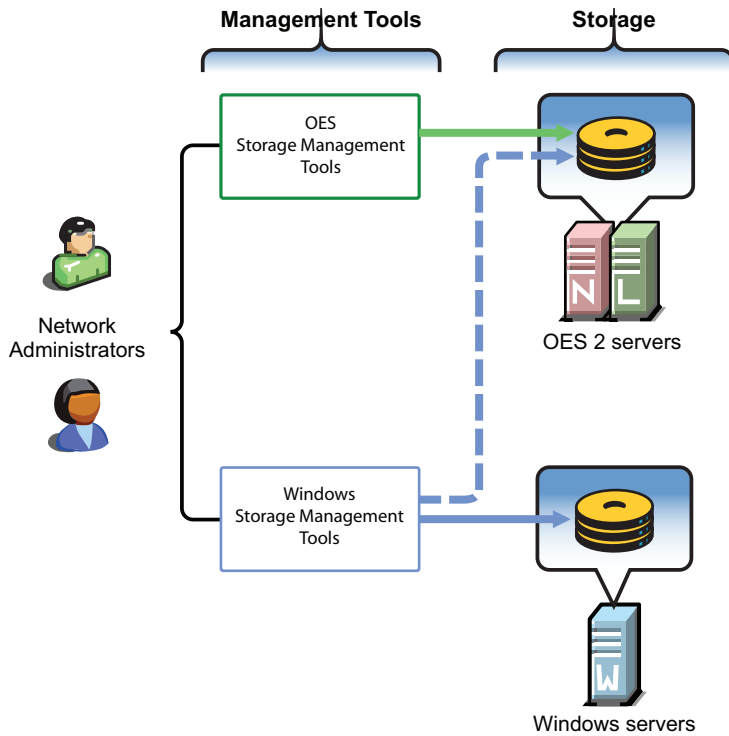 Management Tools
Storage
OES
Storage Management
Tools
N
L
Network
Administrators
OES 2 servers
Windows
Storage Management
Tools
W
Windows servers